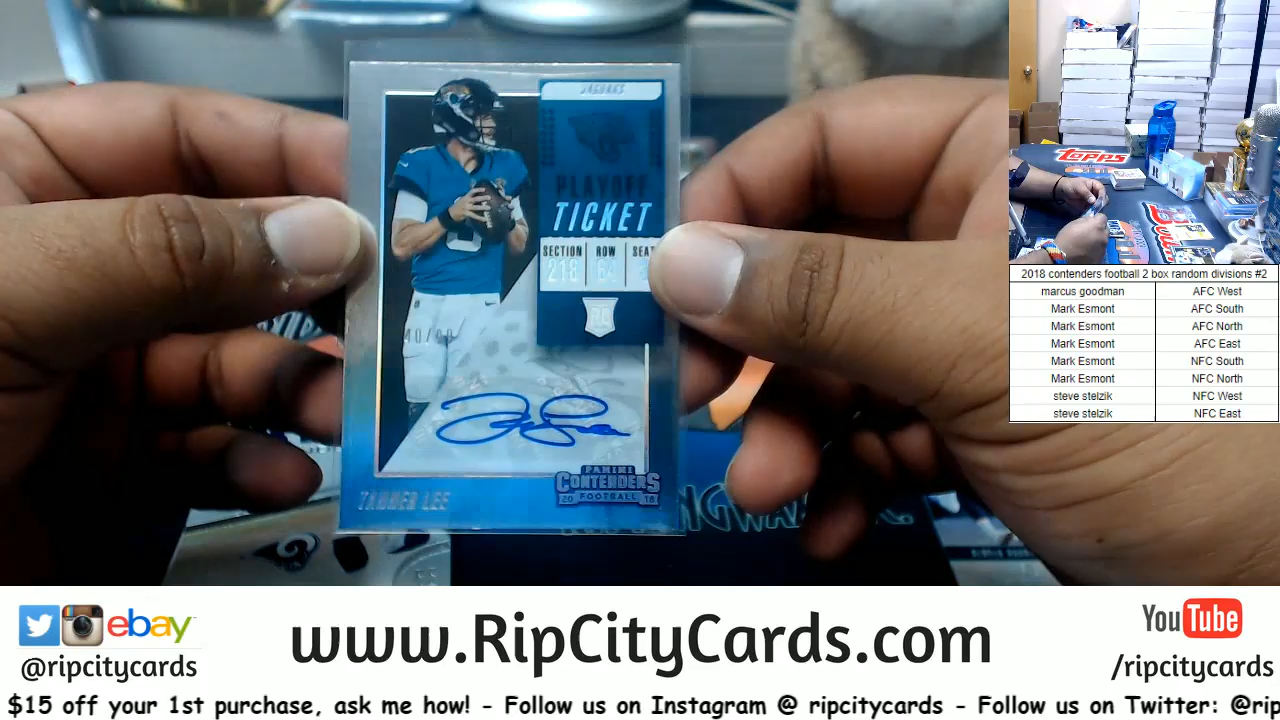 JAGUARS
PLAYOFF
TICKET
SECTION ROW SEAT
218
40/99
PANINI
CONTENDERS
20 FOOTBALL 18
TANNER LEE
topps
2018 contenders football 2 box random divisions #2
marcus goodman AFC West
Mark Esmont AFC South
Mark Esmont AFC North
Mark Esmont AFC East
Mark Esmont NFC South
Mark Esmont NFC North
steve stelzik NFC West
steve stelzik NFC East
ebay
@ripcitycards
www.RipCityCards.com
YouTube
/ripcitycards
$15 off your 1st purchase, ask me how! - Follow us on Instagram @ ripcitycards - Follow us on Twitter: @rip